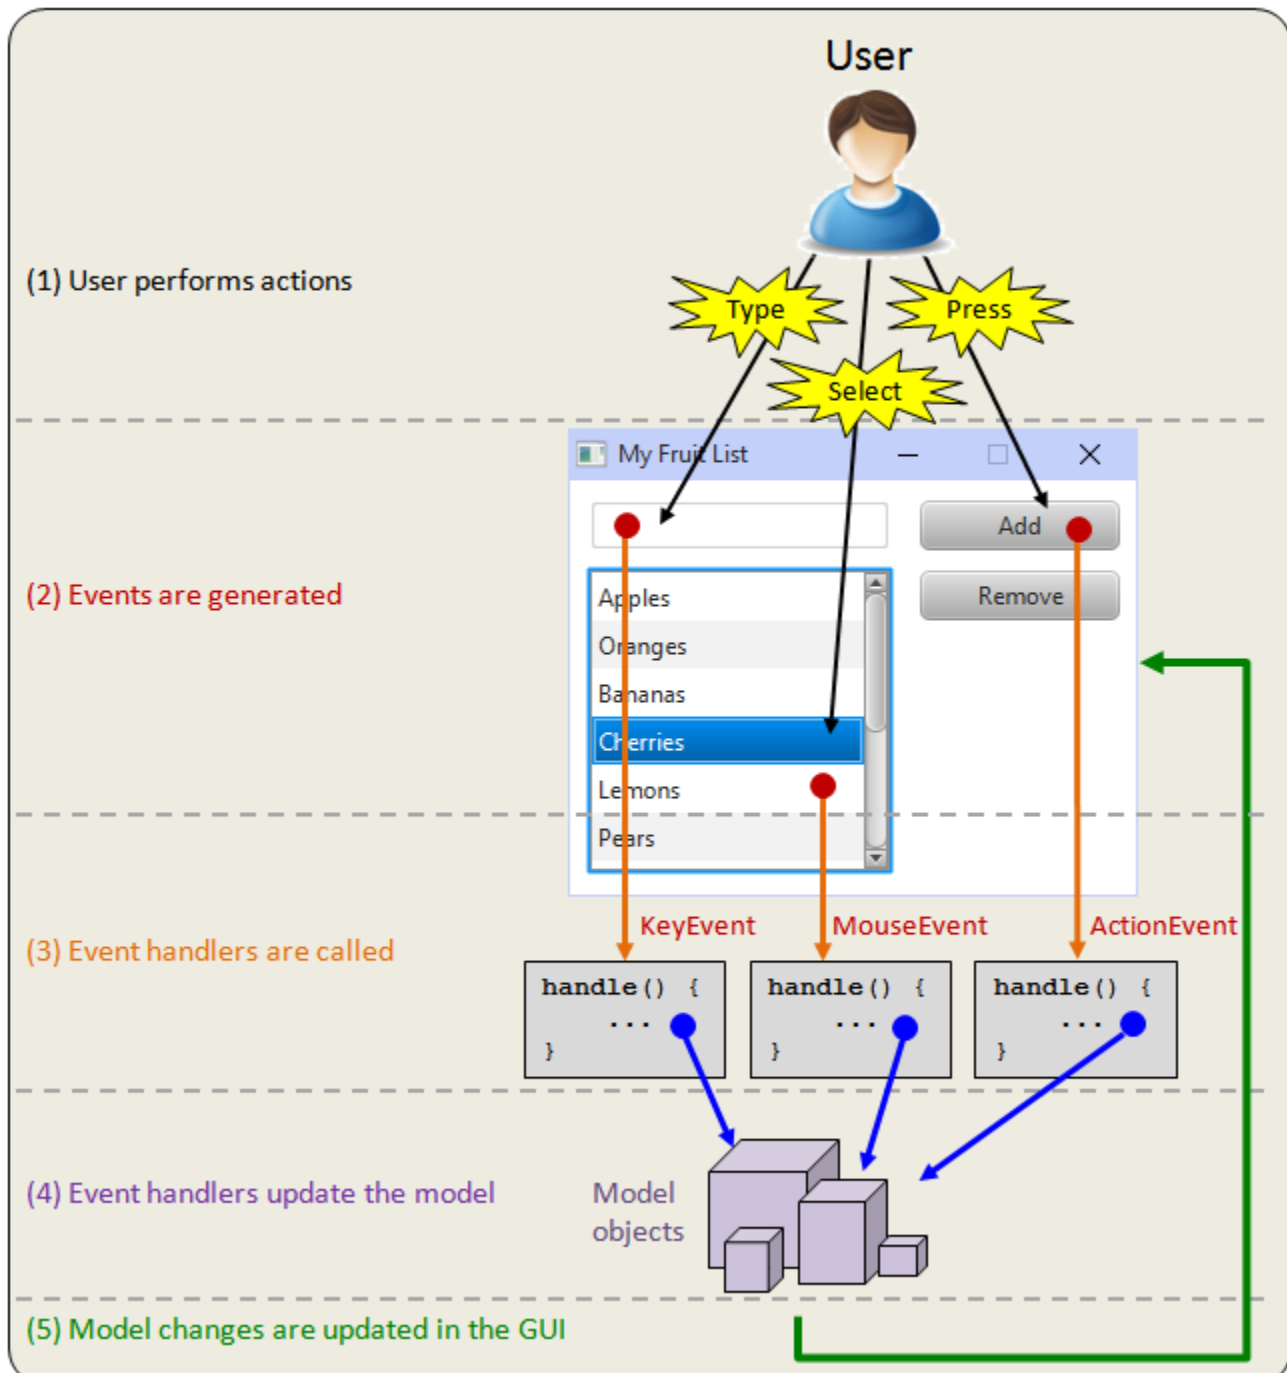 User
(1) User performs actions
Type
Press
Select
My Fruit List
Add
(2) Events are generated
Apples
Remove
Oranges
Bananas
Cherries
Lemons
Pears
KeyEvent
MouseEvent
ActionEvent
(3) Event handlers are called
handle() {
...
}
handle() {
...
}
handle() {
...
}
(4) Event handlers update the model
Model
objects
(5) Model changes are updated in the GUI